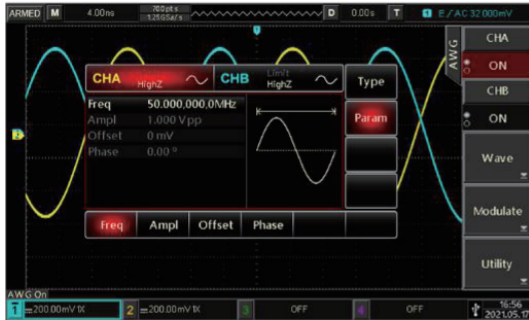 ARMED M 4.00ns 700pts 1.25GSa/s D 0.00s T 1 E/AC 32.000mV
AWG
CHA
ON
CHB
ON
Wave
Modulate
Utility
CHA HighZ CHB Limit HighZ Type
Param
Freq 50.000,000,0MHz
Ampl 1.000 Vpp
Offset 0 mV
Phase 0.00 °
Freq Ampl Offset Phase
2
AWG On
1 =200.00mV 1X 2 =200.00mV 1X 3 OFF 4 OFF 16:56
2021.05.12